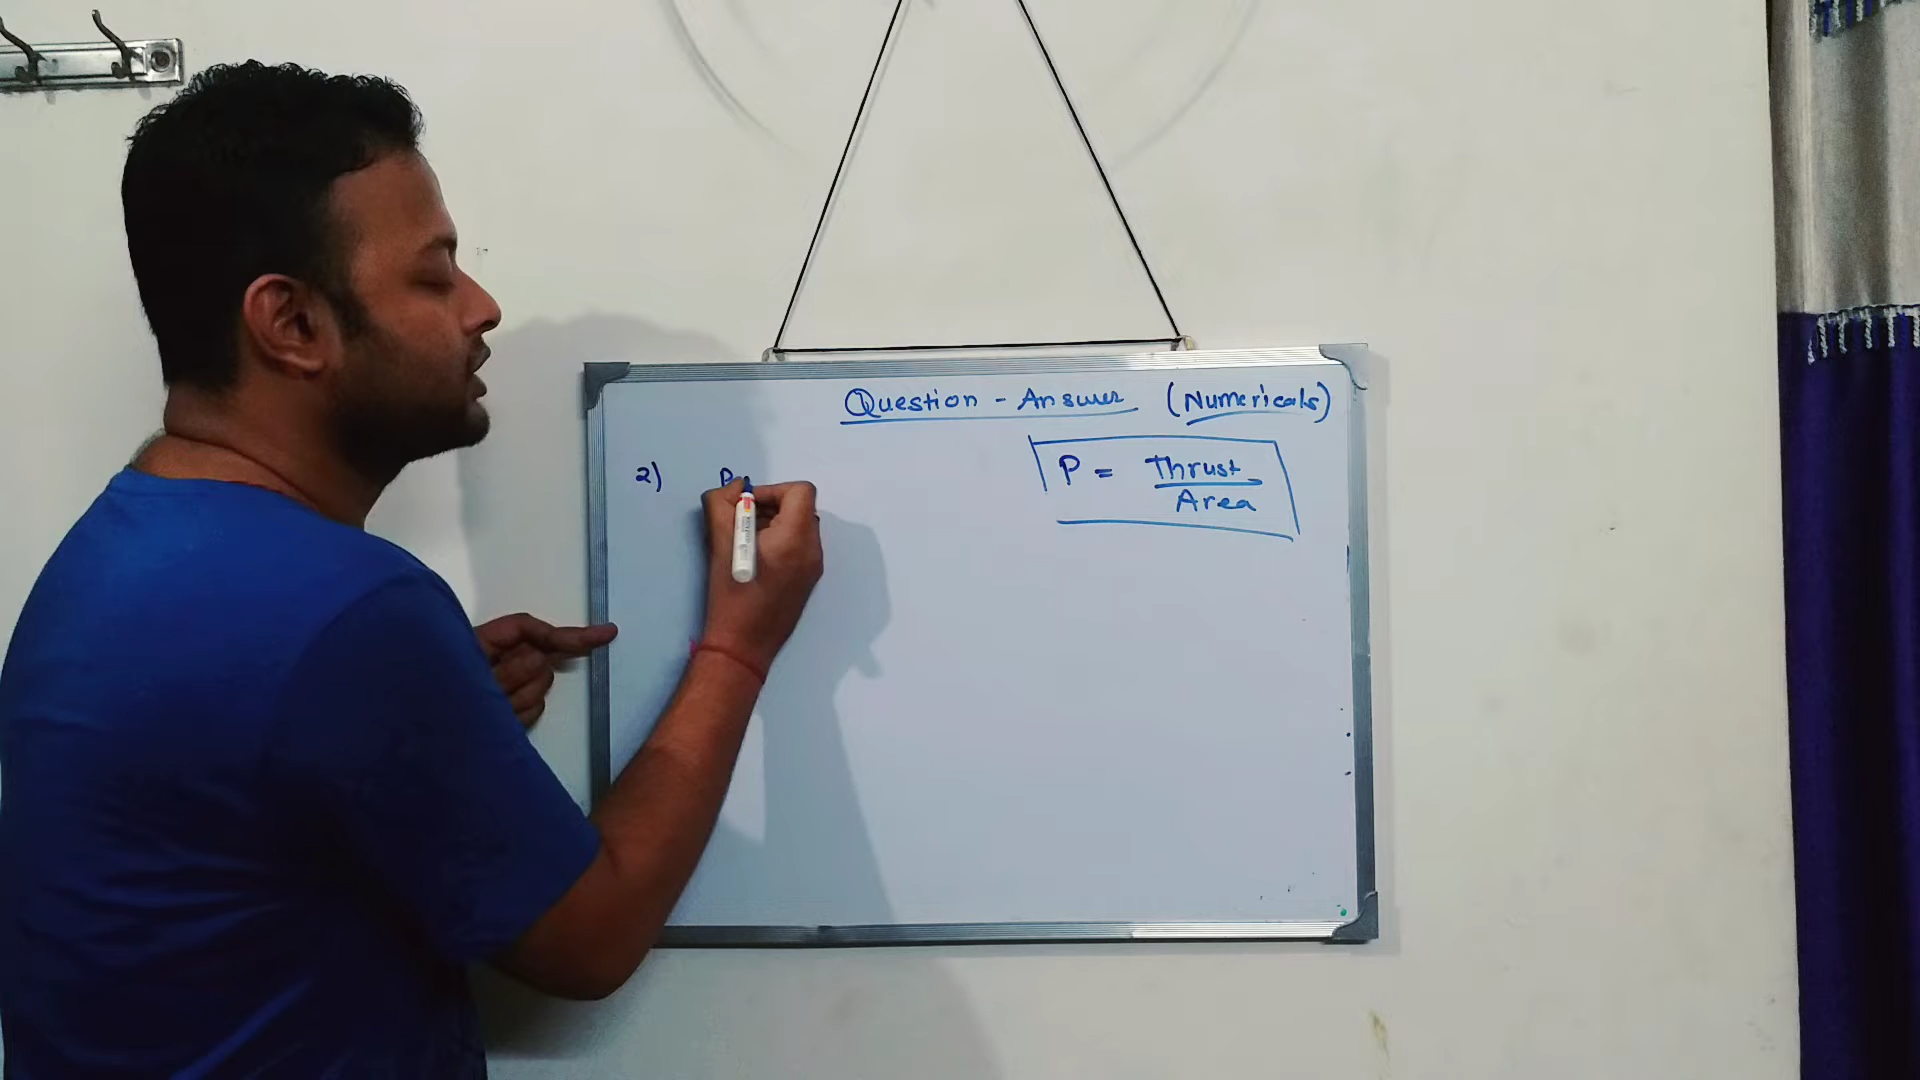 Question - Answer (Numericals)
P = Thrust
Area
2)